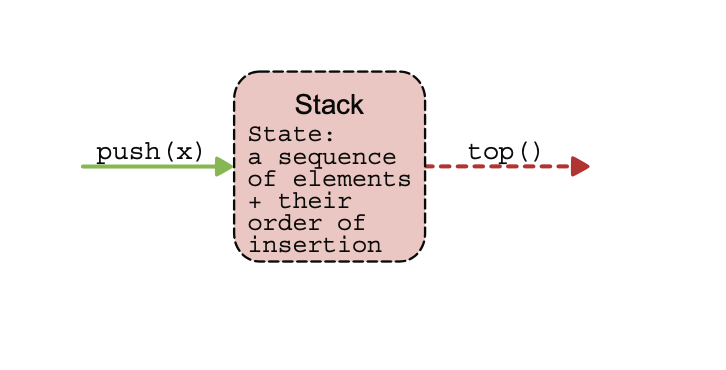 Stack
State:
a sequence
of elements
+ their
order of
insertion
push(x)
top()